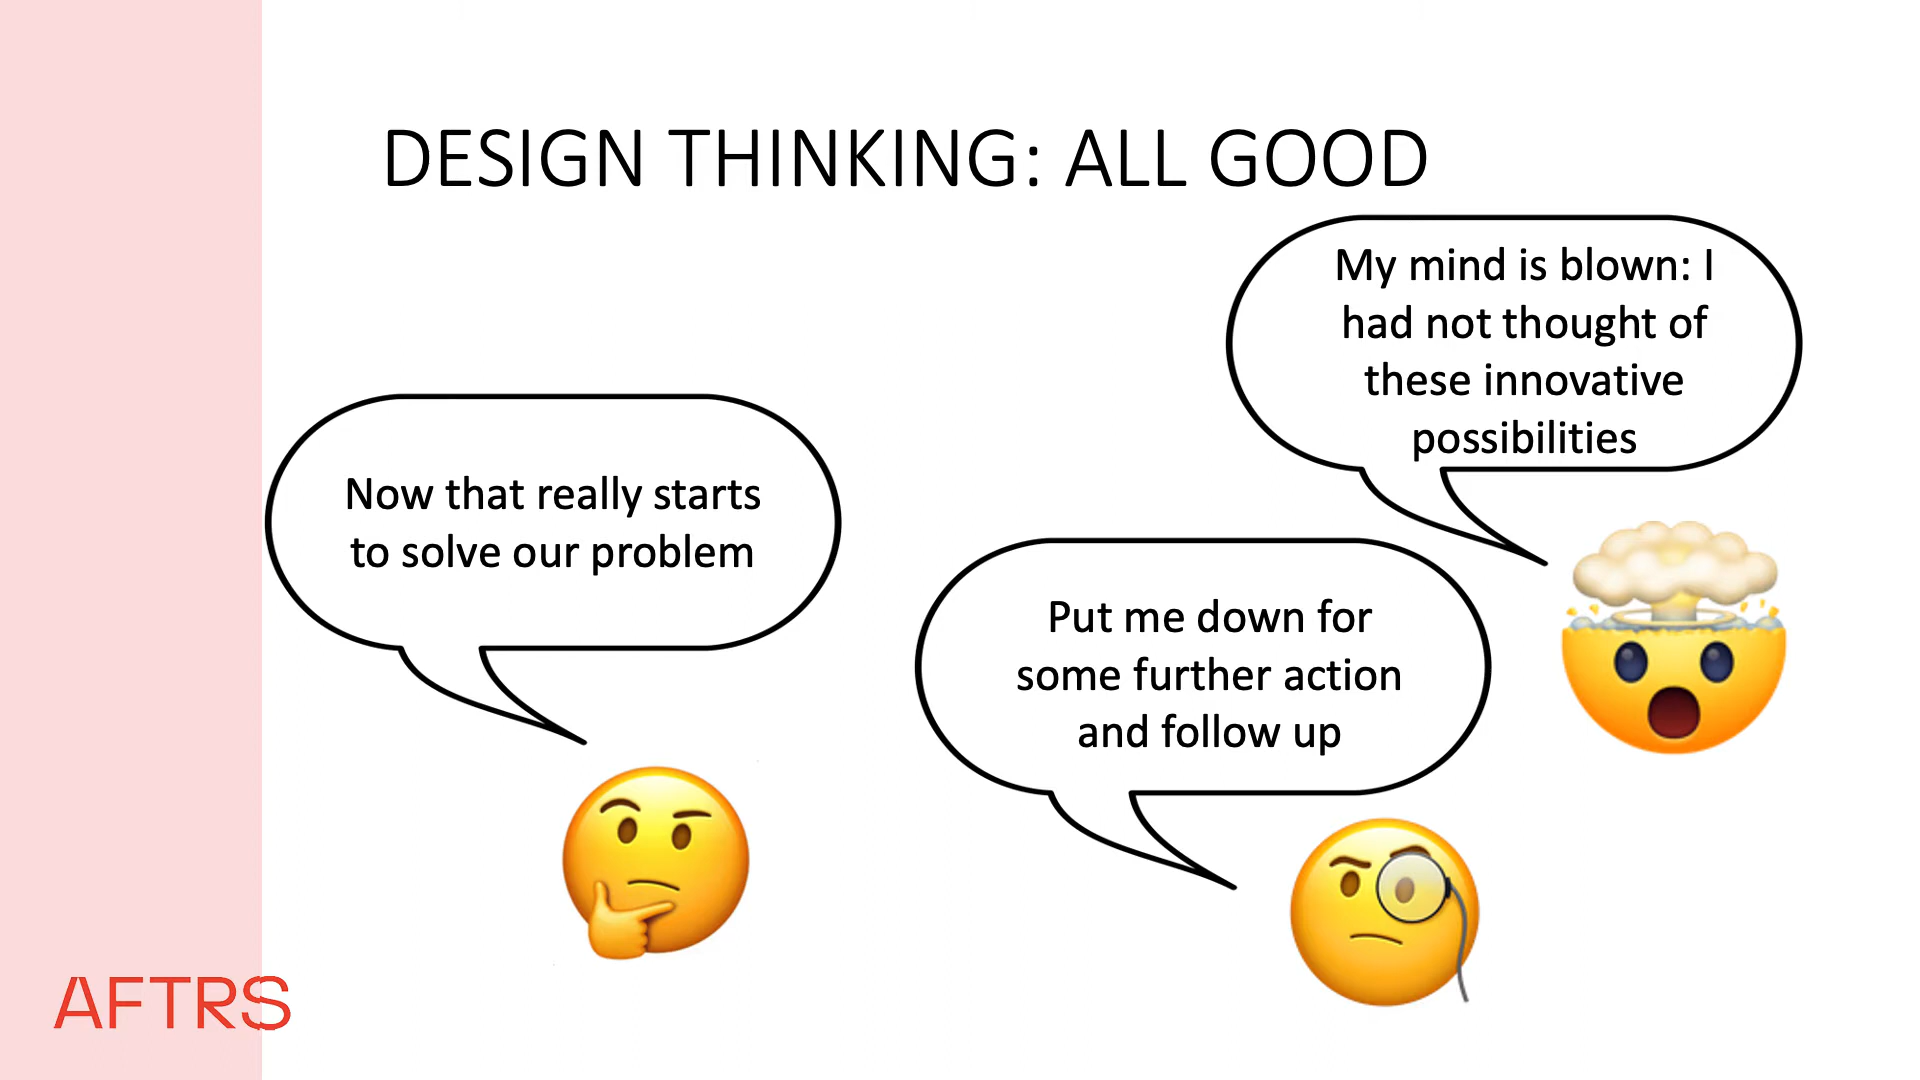 DESIGN THINKING: ALL GOOD
My mind is blown: I
had not thought of
these innovative
possibilities
Now that really starts
to solve our problem
Put me down for
some further action
and follow up
AFTRS